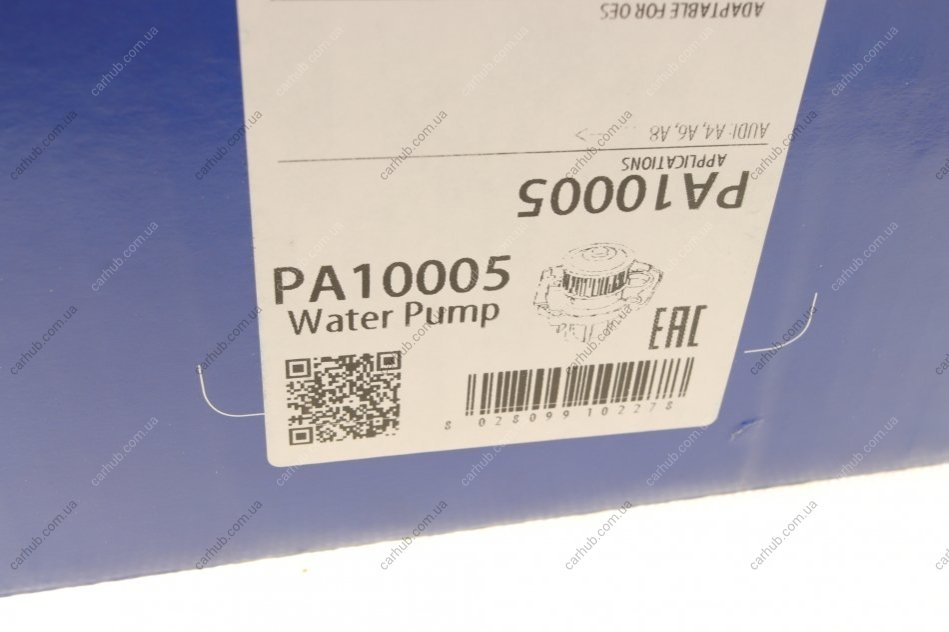 ADAPTABLE FOR OES
AUDI: A4, A6, A8
APPLICATIONS
PA10005
PA10005
Water Pump
EAC
8 028099 102278
carhub.com.ua